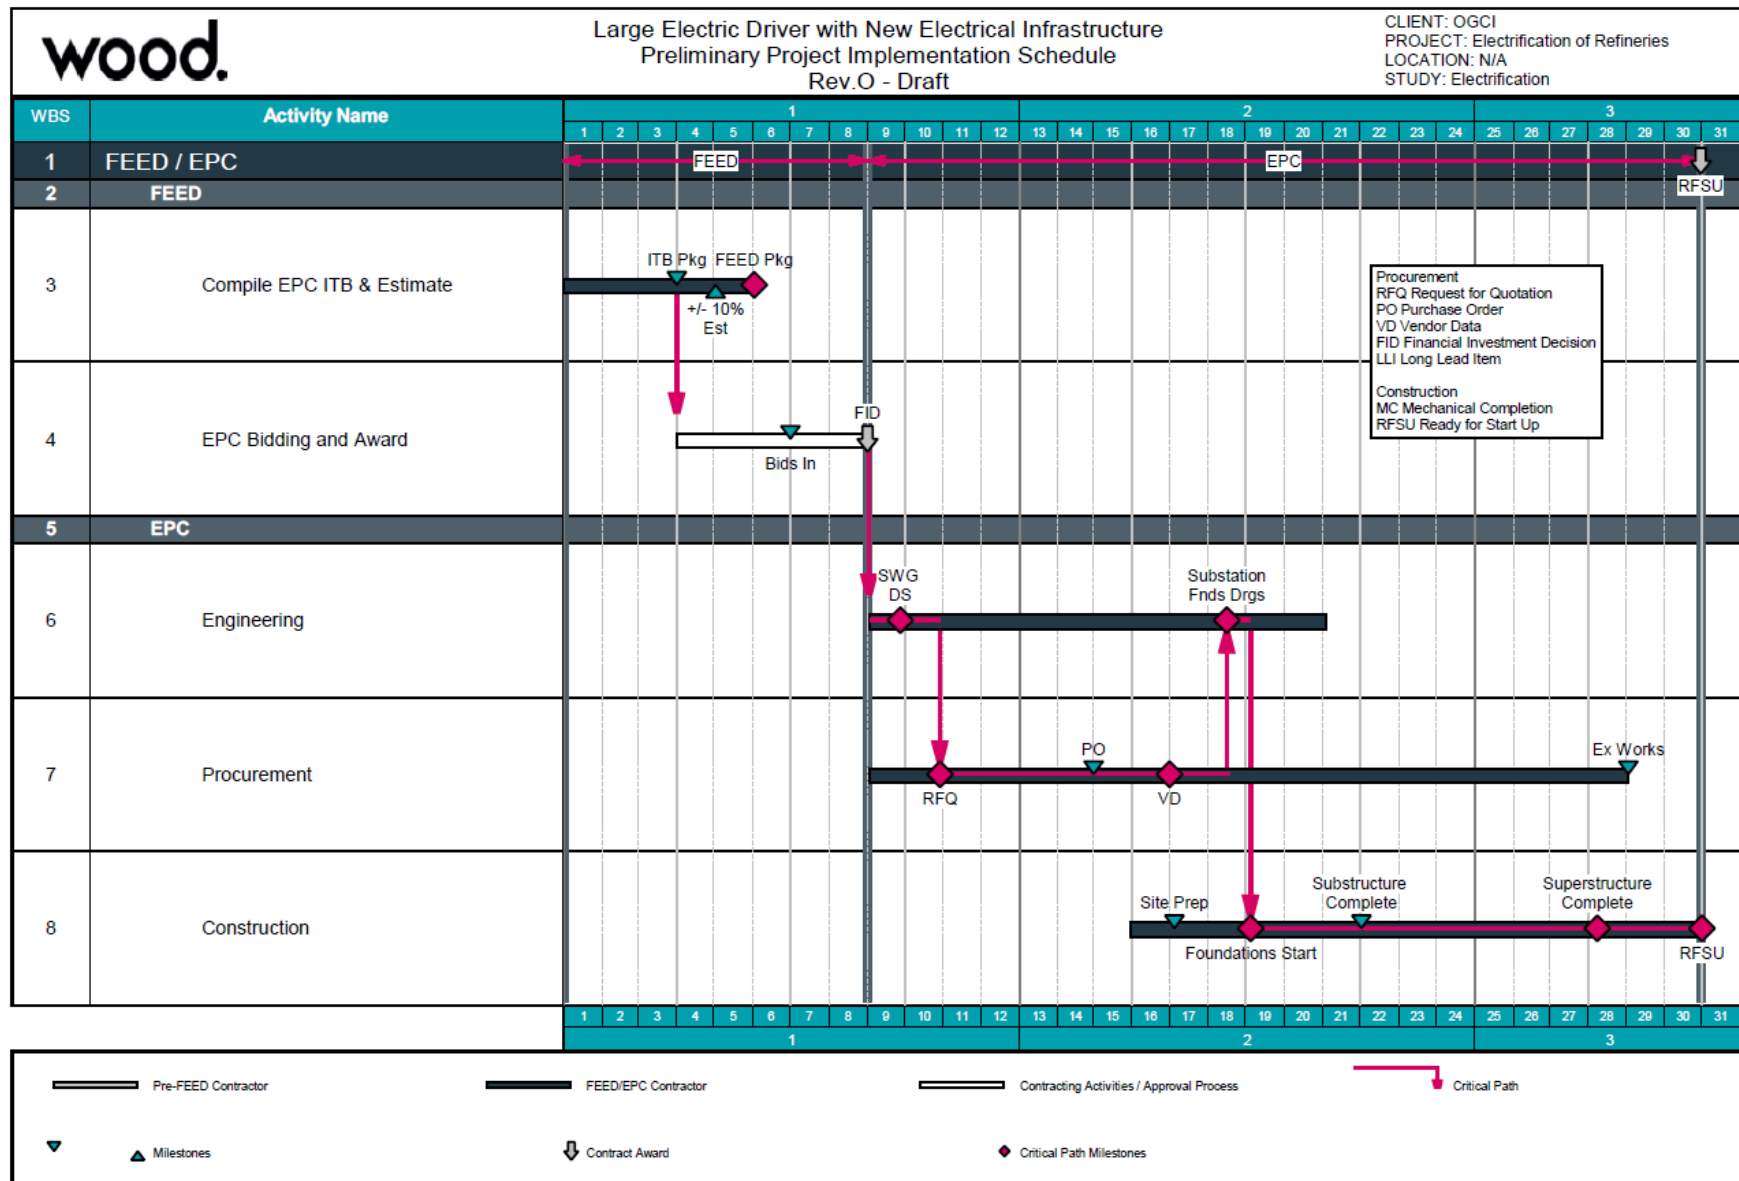 wood.
Large Electric Driver with New Electrical Infrastructure
Preliminary Project Implementation Schedule
Rev.O - Draft
CLIENT: OGCI
PROJECT: Electrification of Refineries
LOCATION: N/A
STUDY: Electrification
WBS Activity Name 1 2 3
1 2 3 4 5 6 7 8 9 10 11 12 13 14 15 16 17 18 19 20 21 22 23 24 25 26 27 28 29 30 31
1 FEED / EPC FEED EPC
RFSU
2 FEED
ITB Pkg FEED Pkg
3 Compile EPC ITB & Estimate
+/- 10%
Est
Procurement
RFQ Request for Quotation
PO Purchase Order
VD Vendor Data
FID Financial Investment Decision
LLI Long Lead Item
Construction
MC Mechanical Completion
RFSU Ready for Start Up
FID
4 EPC Bidding and Award
Bids In
5 EPC
SWG
DS
Substation
Fnds Drgs
6 Engineering
PO Ex Works
7 Procurement
RFQ VD
Site Prep
Substructure
Complete
Superstructure
Complete
8 Construction
Foundations Start RFSU
1 2 3 4 5 6 7 8 9 10 11 12 13 14 15 16 17 18 19 20 21 22 23 24 25 26 27 28 29 30 31
1 2 3
Pre-FEED Contractor FEED/EPC Contractor Contracting Activities / Approval Process Critical Path
Milestones Contract Award Critical Path Milestones